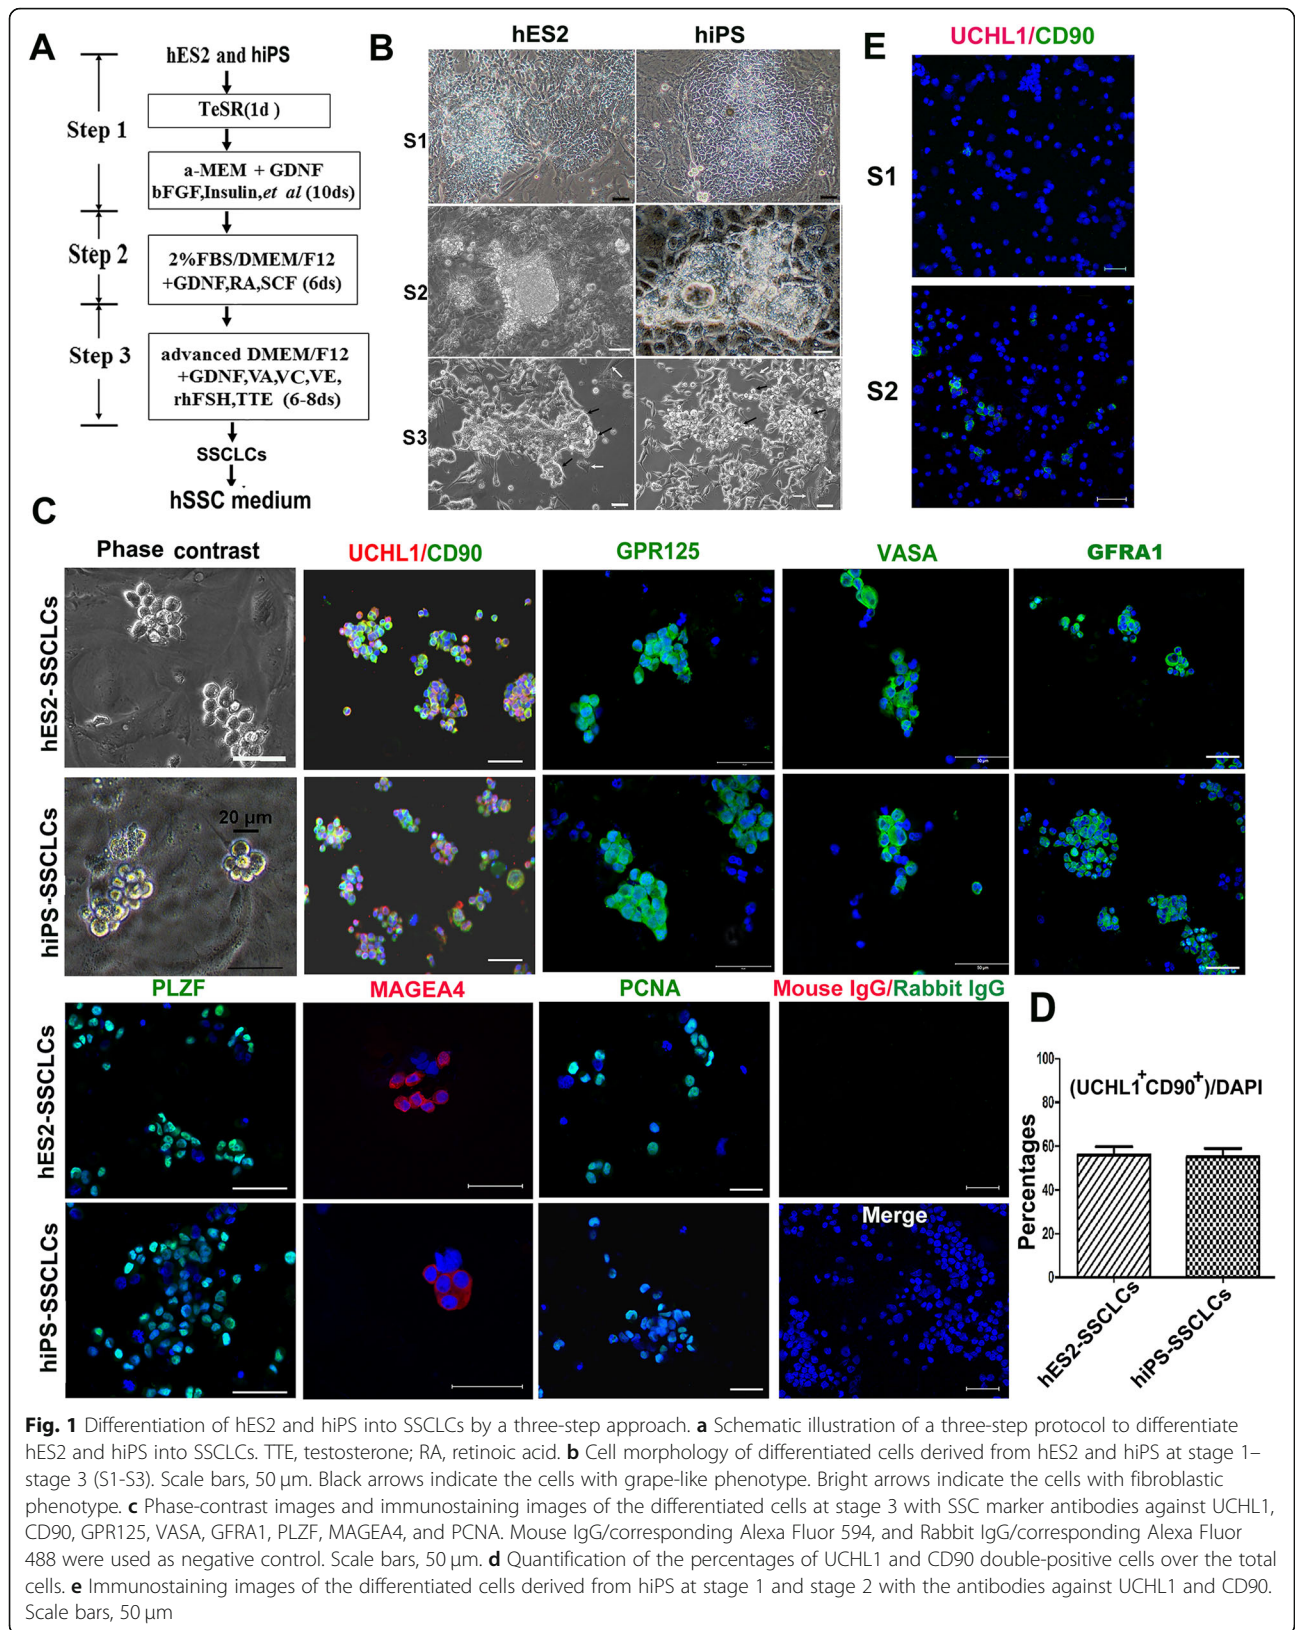 A
hES2 and hiPS
TeSR(1d )
Step 1
a-MEM + GDNF
bFGF,Insulin,et al (10ds)
Step 2
2%FBS/DMEM/F12
+GDNF,RA,SCF (6ds)
Step 3
advanced DMEM/F12
+GDNF,VA,VC,VE,
rhFSH,TTE (6-8ds)
SSCLCs
hSSC medium
B
hES2
hiPS
S1
S2
S3
E
UCHL1/CD90
S1
S2
C
Phase contrast
UCHL1/CD90
GPR125
VASA
GFRA1
hES2-SSCLCs
50 µm
hiPS-SSCLCs
20 µm
50 µm
PLZF
MAGEA4
PCNA
Mouse IgG/Rabbit IgG
hES2-SSCLCs
hiPS-SSCLCs
Merge
D
(UCHL1+CD90+)/DAPI
Percentages
100
80
60
40
20
0
hES2-SSCLCs
hiPS-SSCLCs
Fig. 1 Differentiation of hES2 and hiPS into SSCLCs by a three-step approach. a Schematic illustration of a three-step protocol to differentiate
hES2 and hiPS into SSCLCs. TTE, testosterone; RA, retinoic acid. b Cell morphology of differentiated cells derived from hES2 and hiPS at stage 1–
stage 3 (S1-S3). Scale bars, 50 µm. Black arrows indicate the cells with grape-like phenotype. Bright arrows indicate the cells with fibroblastic
phenotype. c Phase-contrast images and immunostaining images of the differentiated cells at stage 3 with SSC marker antibodies against UCHL1,
CD90, GPR125, VASA, GFRA1, PLZF, MAGEA4, and PCNA. Mouse IgG/corresponding Alexa Fluor 594, and Rabbit IgG/corresponding Alexa Fluor
488 were used as negative control. Scale bars, 50 µm. d Quantification of the percentages of UCHL1 and CD90 double-positive cells over the total
cells. e Immunostaining images of the differentiated cells derived from hiPS at stage 1 and stage 2 with the antibodies against UCHL1 and CD90.
Scale bars, 50 µm